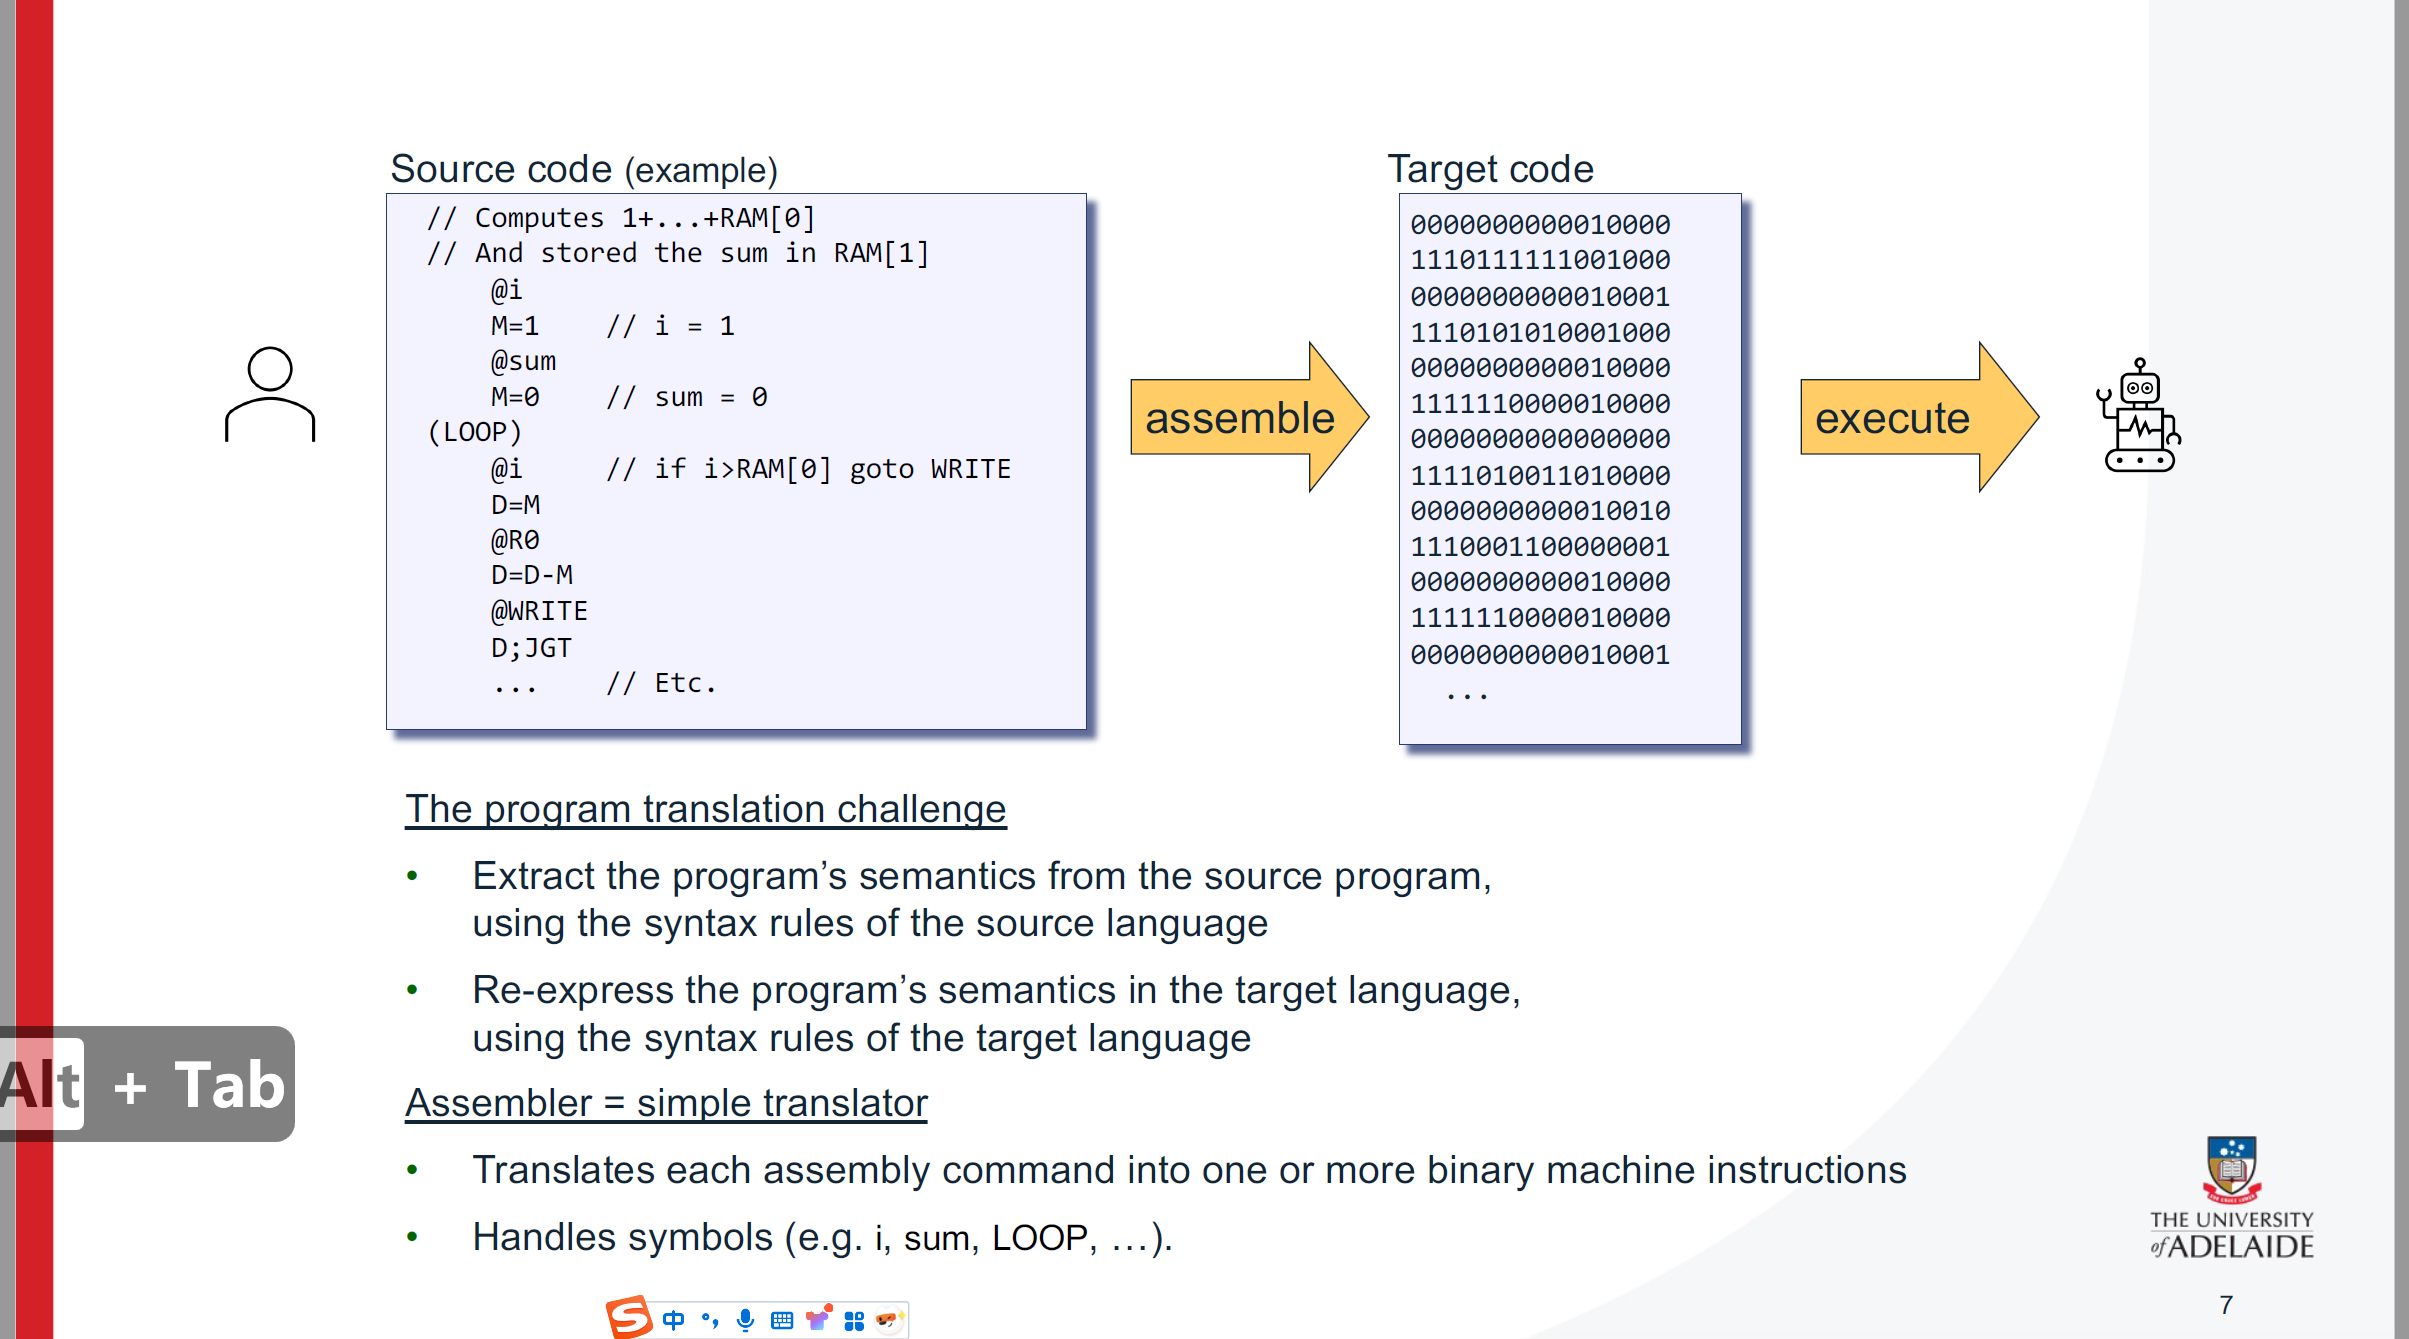 Source code (example)
// Computes 1+...+RAM[0]
// And stored the sum in RAM[1]
@i
M=1    // i = 1
@sum
M=0    // sum = 0
(LOOP)
@i     // if i>RAM[0] goto WRITE
D=M
@R0
D=D-M
@WRITE
D;JGT
...    // Etc.
assemble
Target code
0000000000010000
1110111111001000
0000000000010001
1110101010001000
0000000000010000
1111110000010000
0000000000000000
1111010011010000
0000000000010010
1110001100000001
0000000000010000
1111110000010000
0000000000010001
...
execute
The program translation challenge
• Extract the program’s semantics from the source program,
using the syntax rules of the source language
• Re-express the program’s semantics in the target language,
using the syntax rules of the target language
Alt + Tab
Assembler = simple translator
• Translates each assembly command into one or more binary machine instructions
• Handles symbols (e.g. i, sum, LOOP, …).
THE UNIVERSITY
of ADELAIDE
7
S 中